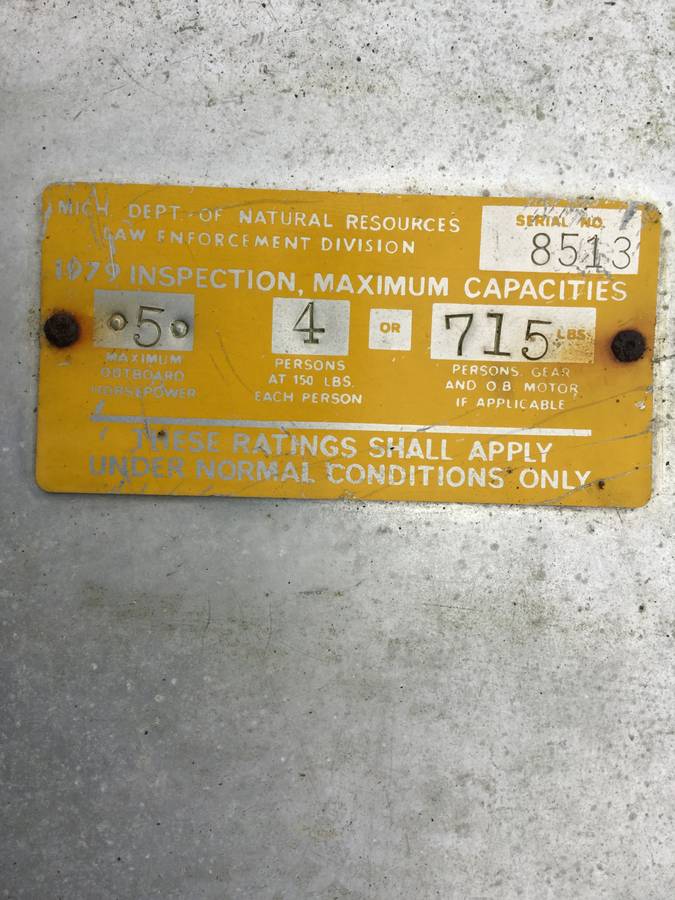 MICH. DEPT. OF NATURAL RESOURCES
LAW ENFORCEMENT DIVISION
SERIAL NO.
8513
1979 INSPECTION, MAXIMUM CAPACITIES
5
MAXIMUM
OUTBOARD
HORSEPOWER
4
PERSONS
AT 150 LBS.
EACH PERSON
OR
715 LBS.
PERSONS, GEAR
AND O.B. MOTOR
IF APPLICABLE
THESE RATINGS SHALL APPLY
UNDER NORMAL CONDITIONS ONLY